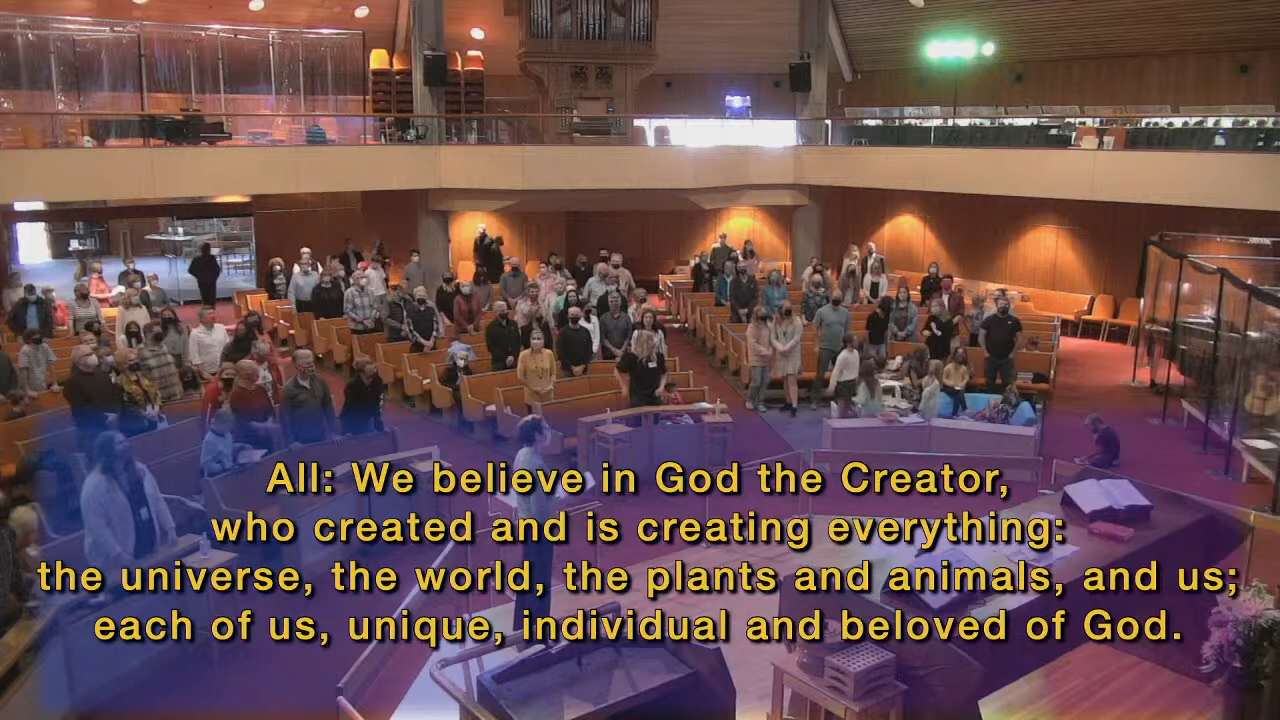 All: We believe in God the Creator,
who created and is creating everything:
the universe, the world, the plants and animals, and us;
each of us, unique, individual and beloved of God.